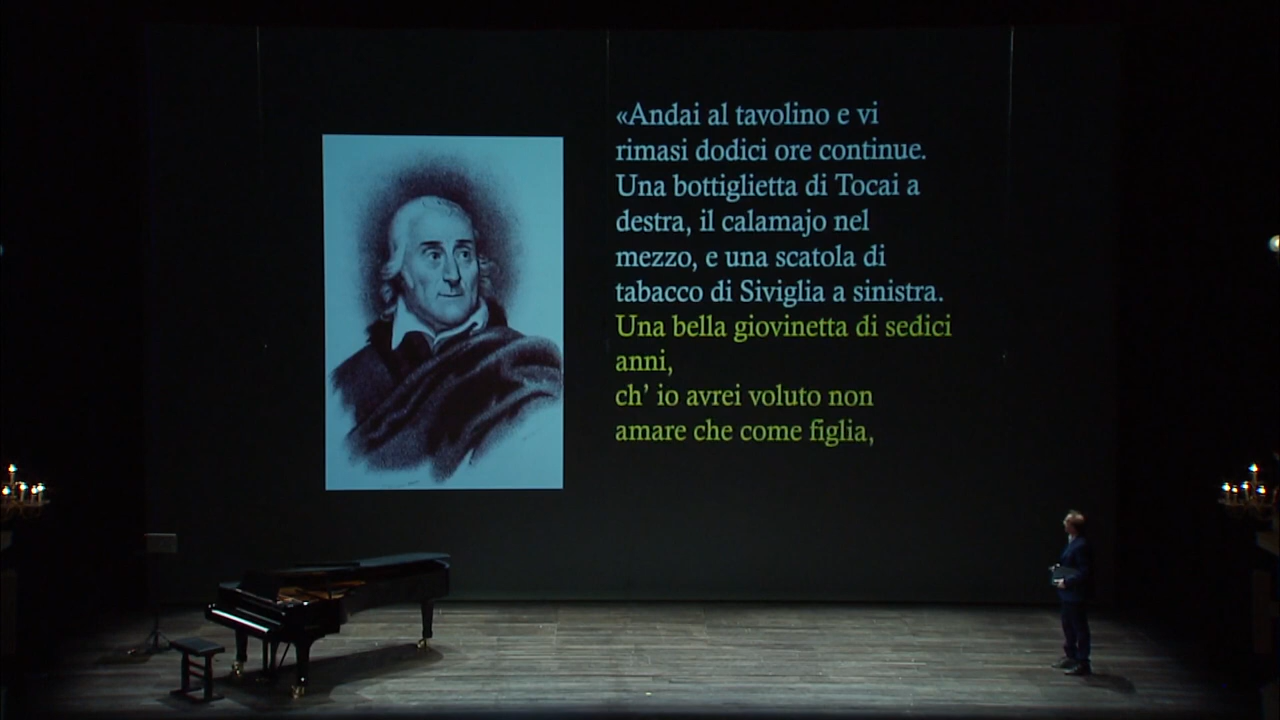 «Andai al tavolino e vi
rimasi dodici ore continue.
Una bottiglietta di Tocai a
destra, il calamajo nel
mezzo, e una scatola di
tabacco di Siviglia a sinistra.
Una bella giovinetta di sedici
anni,
ch' io avrei voluto non
amare che come figlia,